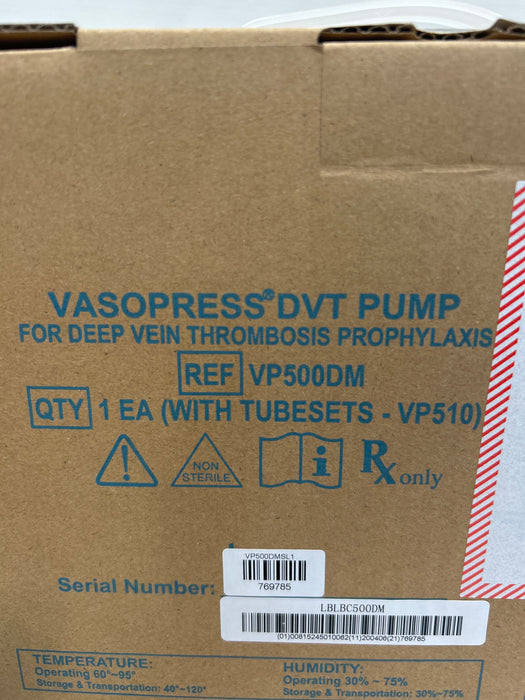 VASOPRESS® DVT PUMP
FOR DEEP VEIN THROMBOSIS PROPHYLAXIS
REF VP500DM
QTY 1 EA (WITH TUBESETS - VP510)
! NON STERILE i Rx only
VP500DMSL1
Serial Number: 769785
LBLBC500DM
(01)00815245010062(11)200406(21)769785
TEMPERATURE:
Operating 60°~95°
Storage & Transportation: 40°~120°
HUMIDITY:
Operating 30% ~ 75%
Storage & Transportation: 30%~75%